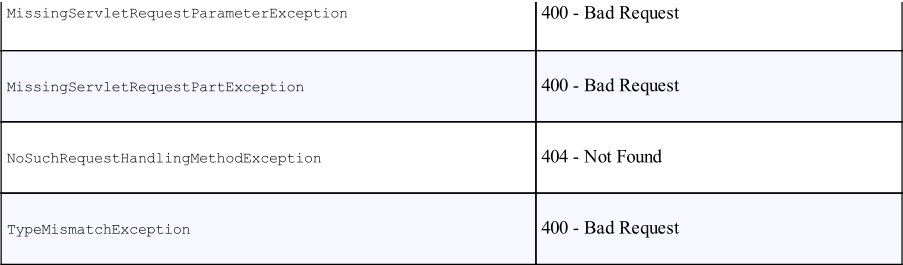 MissingServletRequestParameterException 400 - Bad Request
MissingServletRequestPartException 400 - Bad Request
NoSuchRequestHandlingMethodException 404 - Not Found
TypeMismatchException 400 - Bad Request